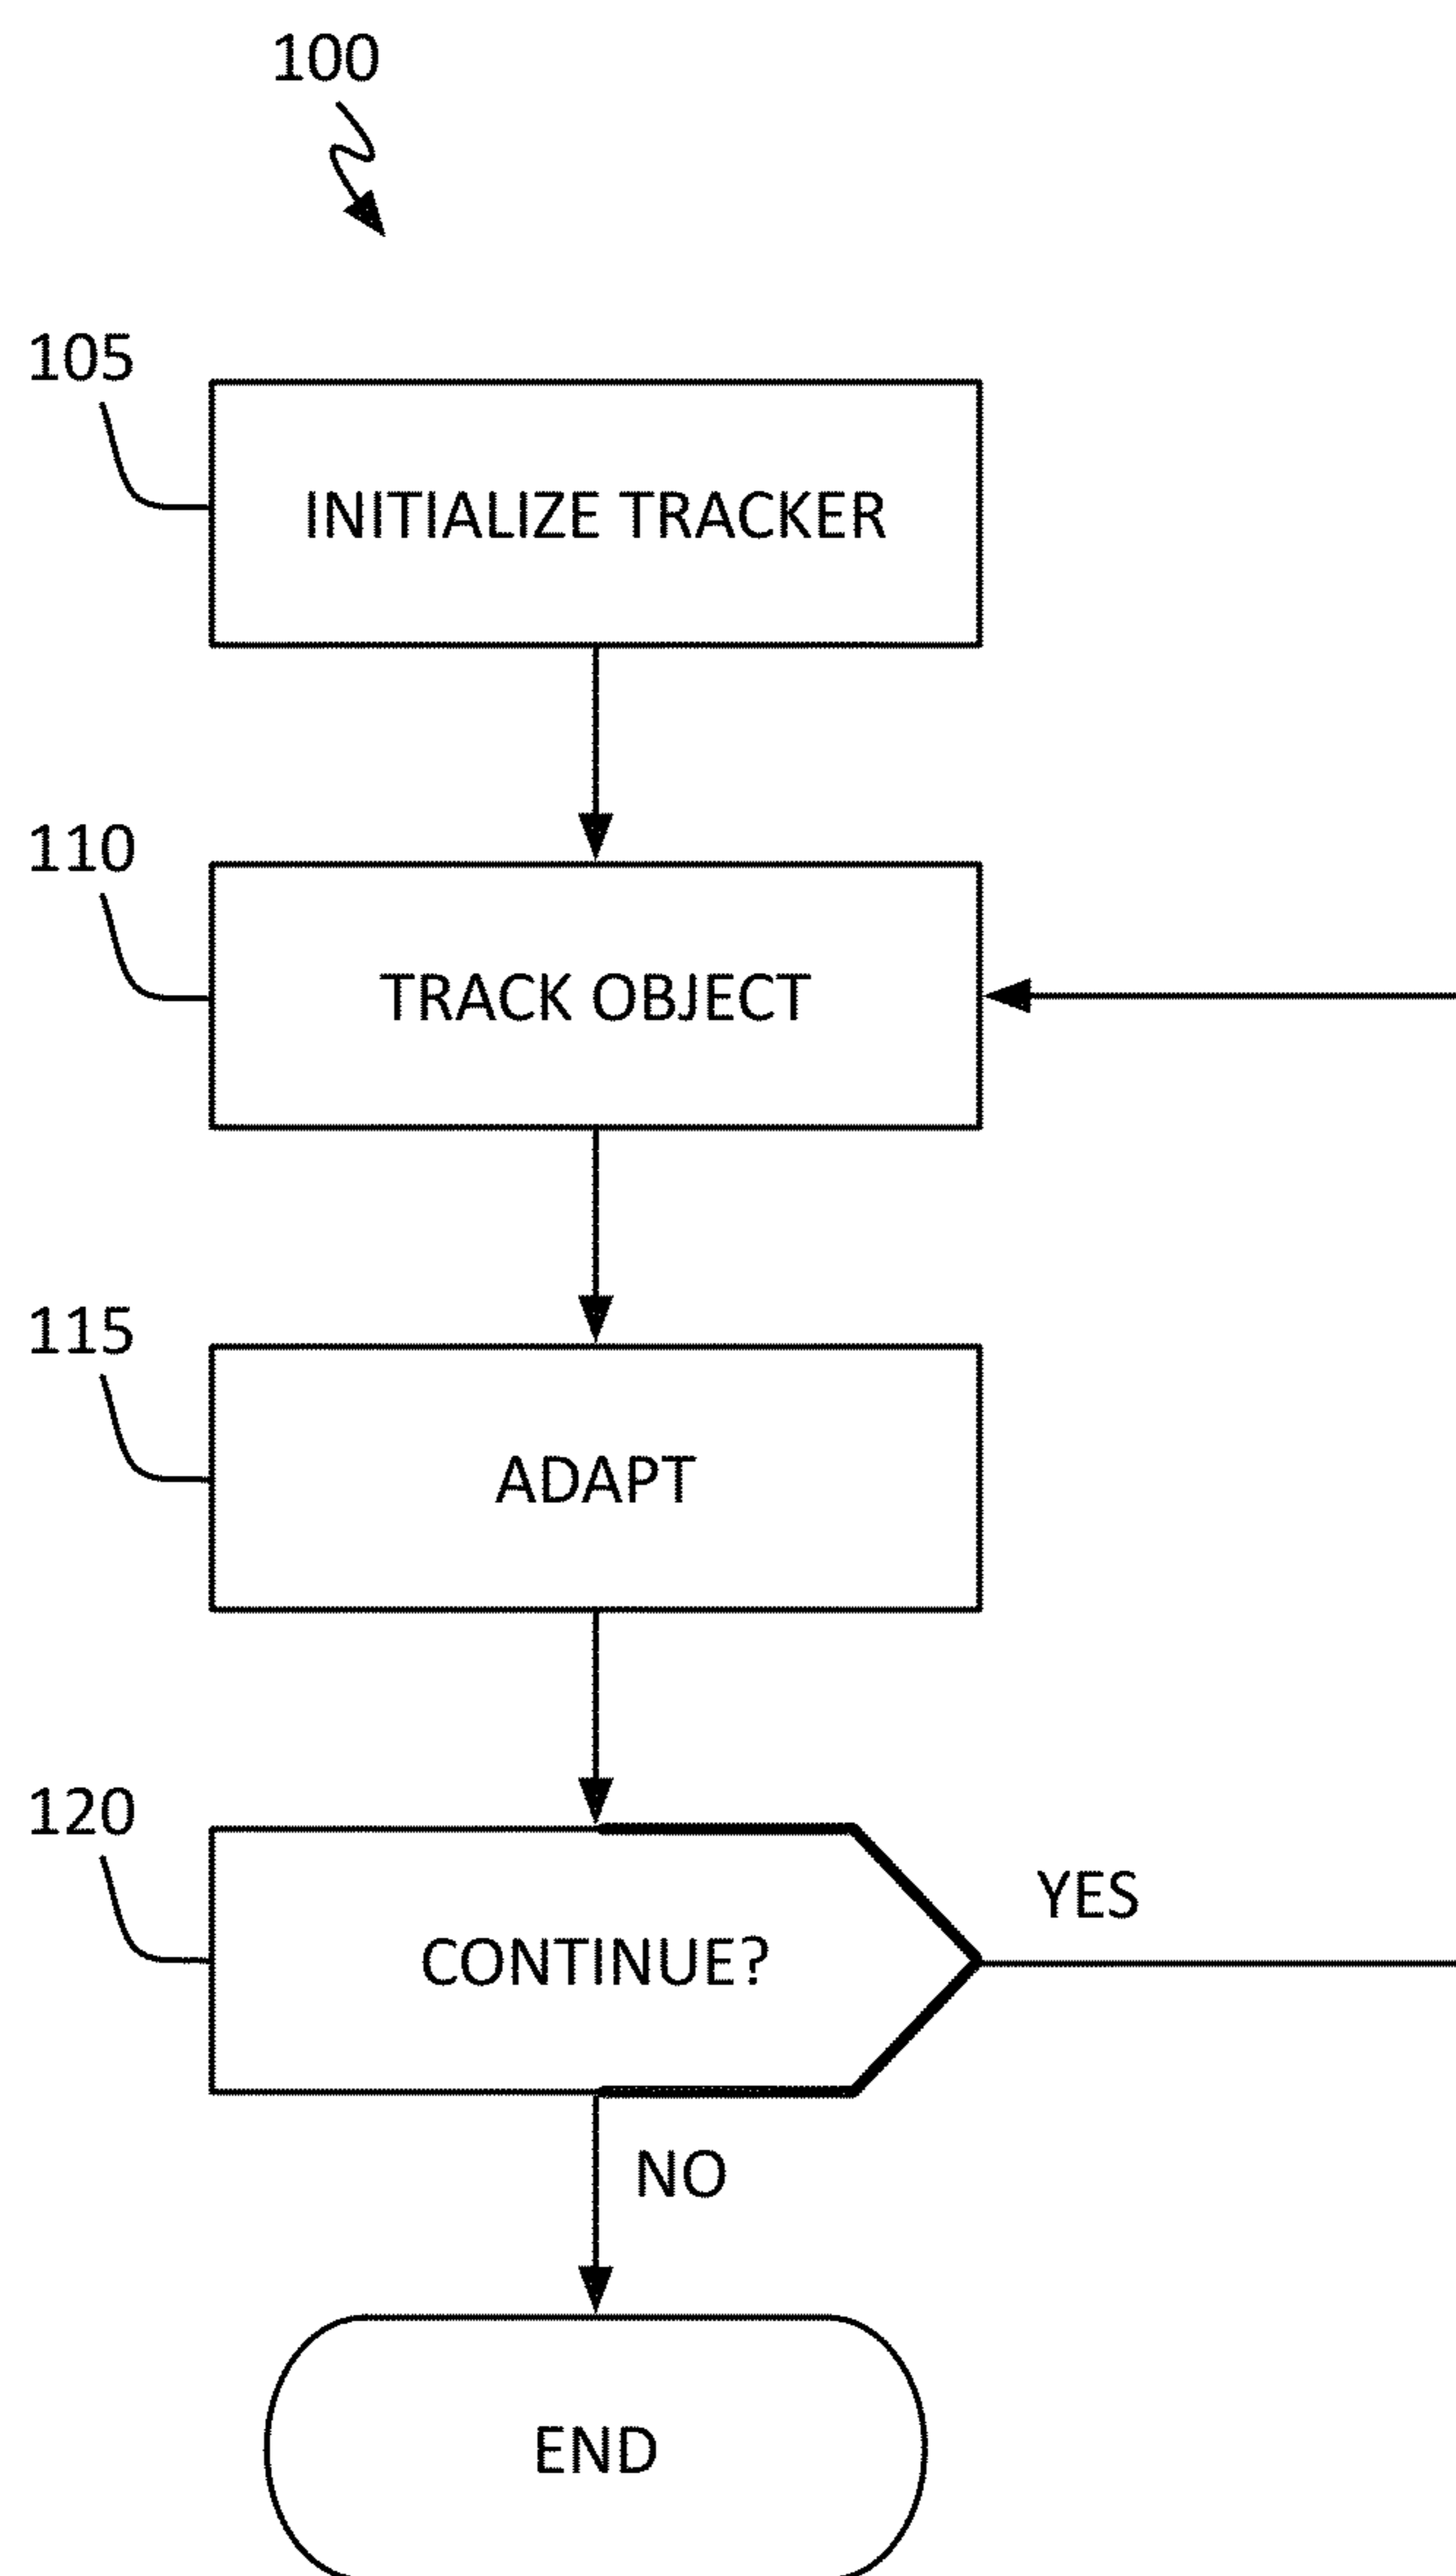 100
105
INITIALIZE TRACKER
110
TRACK OBJECT
115
ADAPT
120
CONTINUE?
YES
NO
END